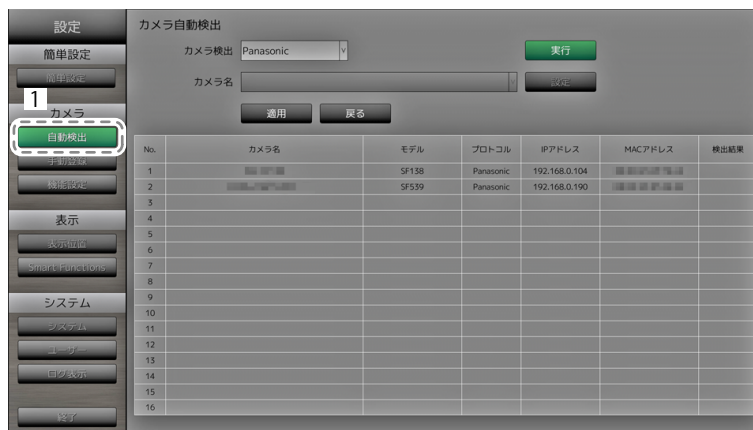 設定
簡単設定
簡単設定
1
カメラ
自動検出
手動登録
機能設定
表示
表示位置
Smart Functions
システム
システム
ユーザー
ログ表示
終了
カメラ自動検出
カメラ検出 Panasonic 実行
カメラ名 設定
適用 戻る
No. カメラ名 モデル プロトコル IPアドレス MACアドレス 検出結果
1 SF138 Panasonic 192.168.0.104
2 SF539 Panasonic 192.168.0.190
3
4
5
6
7
8
9
10
11
12
13
14
15
16